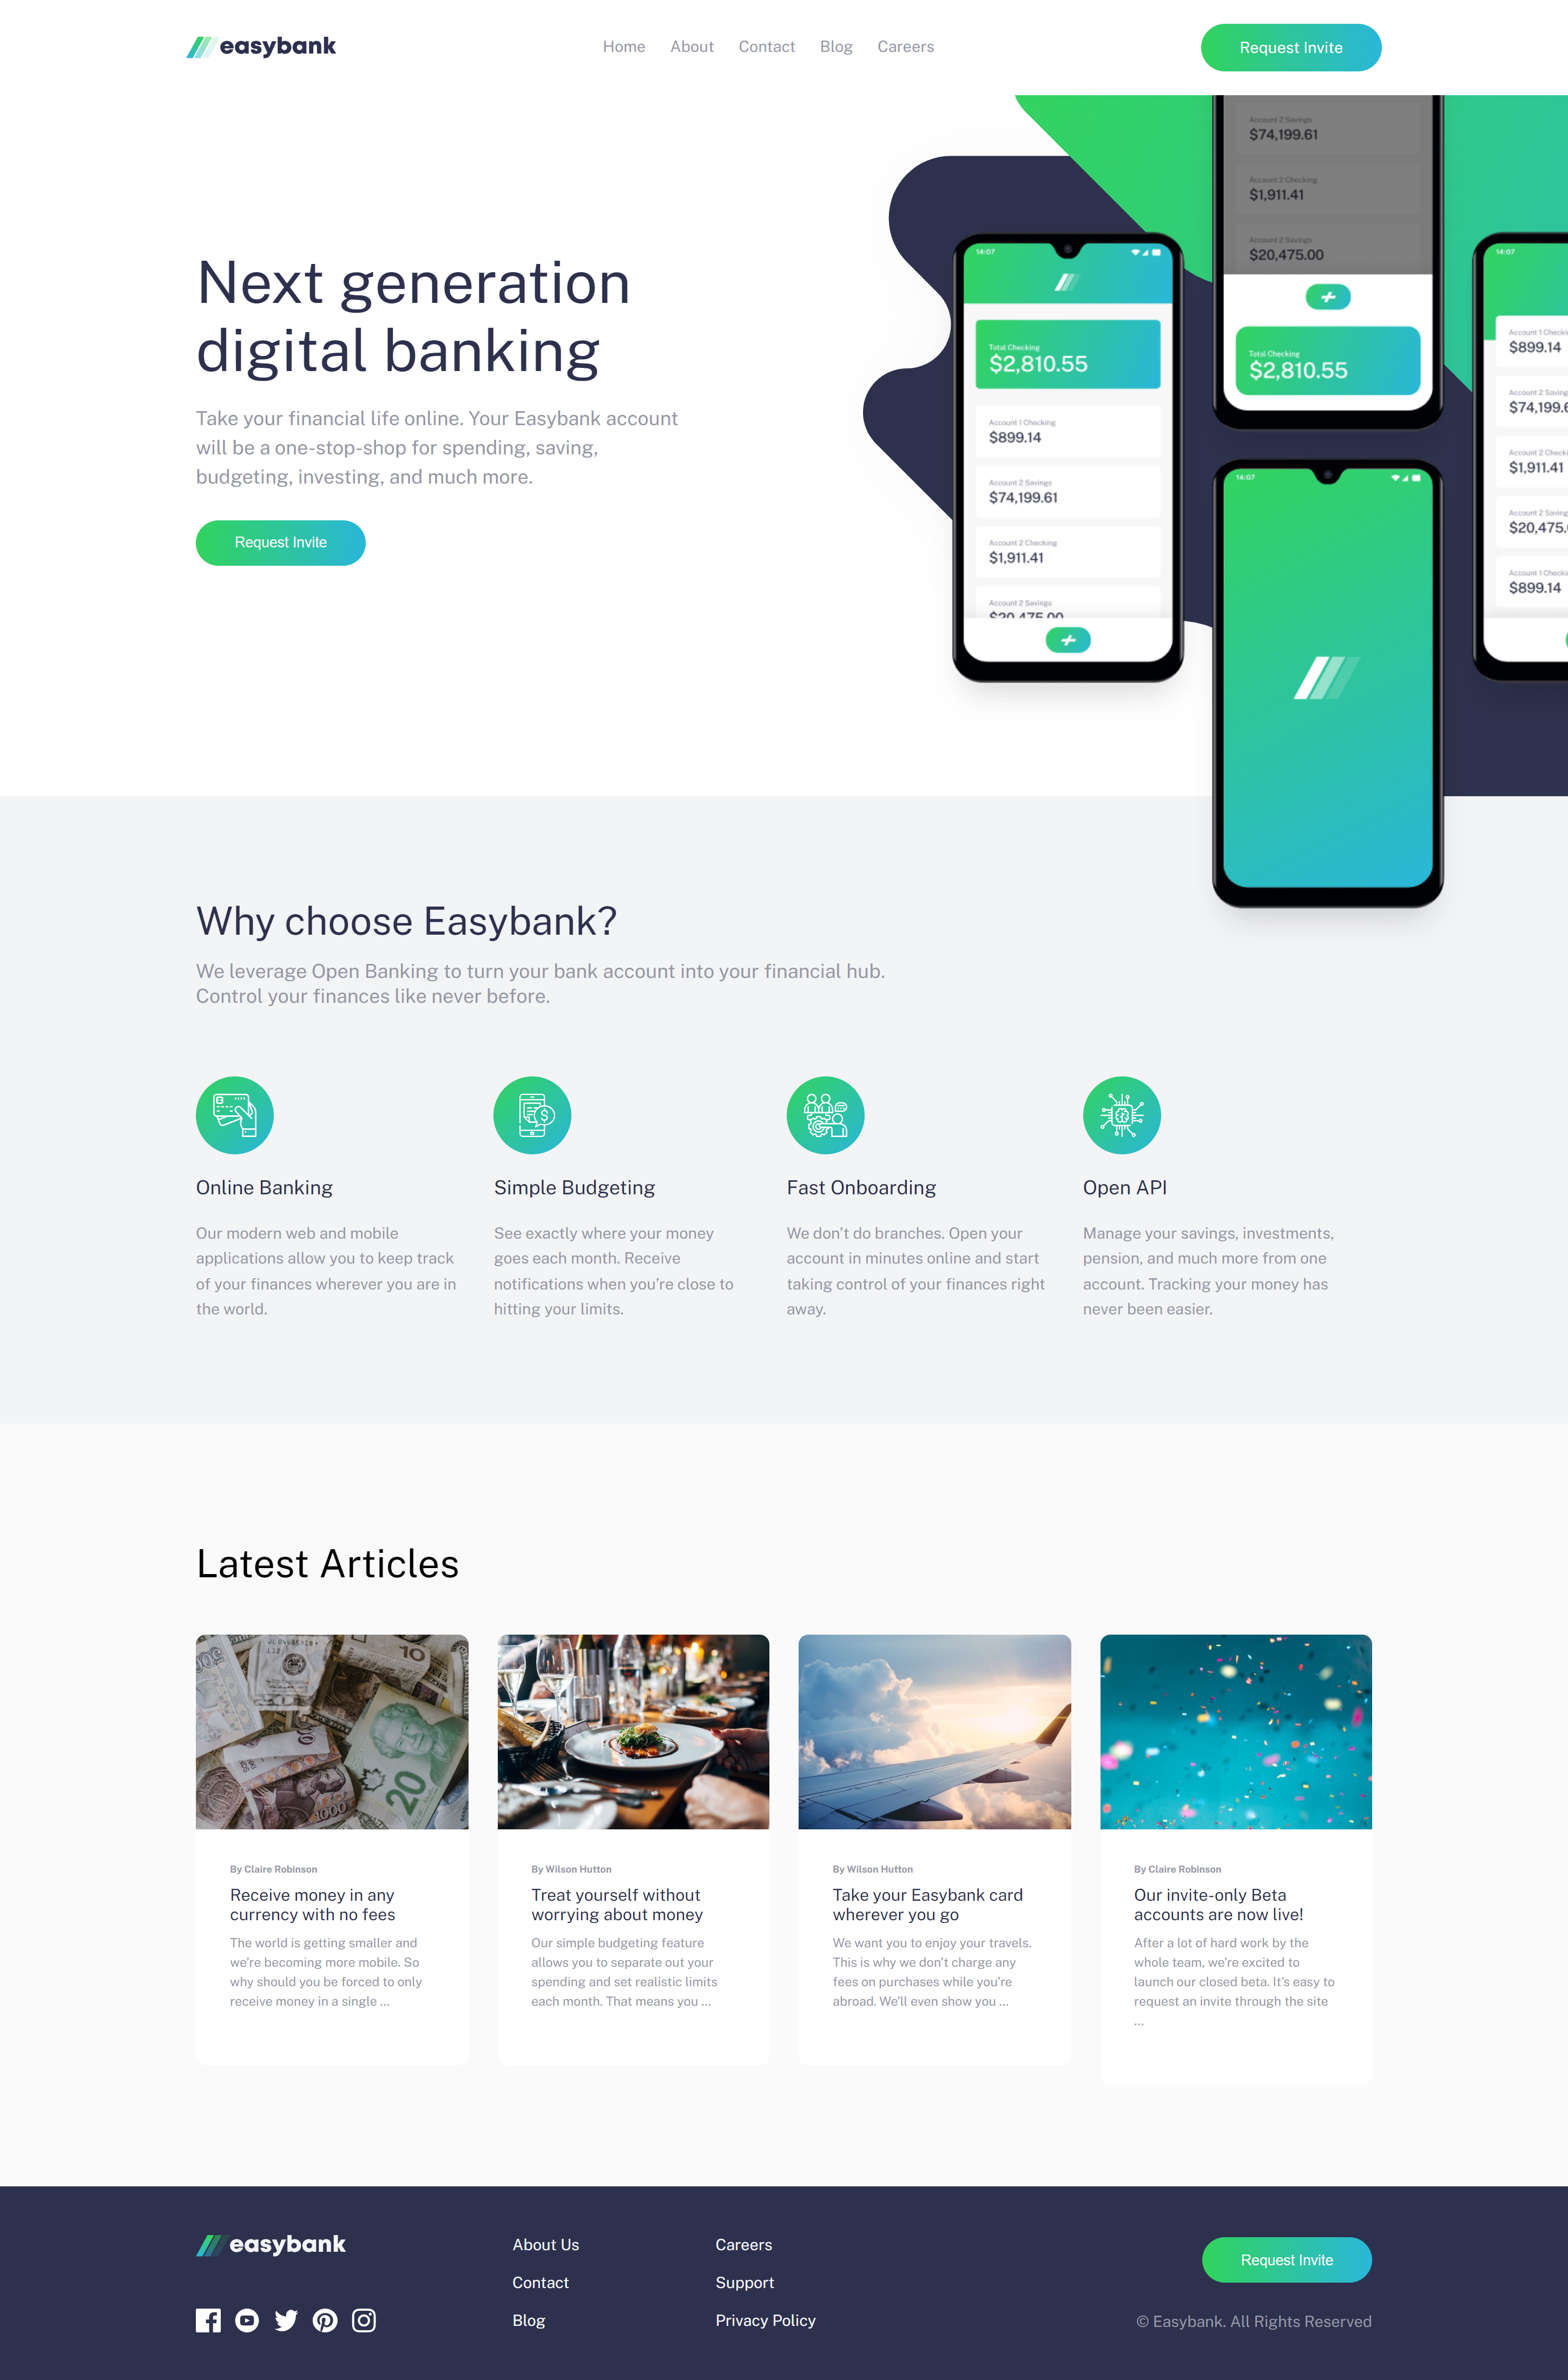 easybank
Home About Contact Blog Careers
Request Invite
Next generation
digital banking
Take your financial life online. Your Easybank account
will be a one-stop-shop for spending, saving,
budgeting, investing, and much more.
Request Invite
14:07
Total Checking
$2,810.55
Account 1 Checking
$899.14
Account 2 Savings
$74,199.61
Account 2 Checking
$1,911.41
Account 2 Savings
$20,475.00
Account 2 Savings
$74,199.61
Account 2 Checking
$1,911.41
Account 2 Savings
$20,475.00
Total Checking
$2,810.55
14:07
14:07
Account 1 Checki
$899.14
Account 2 Saving
$74,199.6
Account 2 Check
$1,911.41
Account 2 Saving
$20,475.
Account 1 Checki
$899.14
Why choose Easybank?
We leverage Open Banking to turn your bank account into your financial hub.
Control your finances like never before.
Online Banking
Our modern web and mobile
applications allow you to keep track
of your finances wherever you are in
the world.
Simple Budgeting
See exactly where your money
goes each month. Receive
notifications when you’re close to
hitting your limits.
Fast Onboarding
We don’t do branches. Open your
account in minutes online and start
taking control of your finances right
away.
Open API
Manage your savings, investments,
pension, and much more from one
account. Tracking your money has
never been easier.
Latest Articles
10
20
1000
By Claire Robinson
Receive money in any
currency with no fees
The world is getting smaller and
we’re becoming more mobile. So
why should you be forced to only
receive money in a single ...
By Wilson Hutton
Treat yourself without
worrying about money
Our simple budgeting feature
allows you to separate out your
spending and set realistic limits
each month. That means you ...
By Wilson Hutton
Take your Easybank card
wherever you go
We want you to enjoy your travels.
This is why we don’t charge any
fees on purchases while you’re
abroad. We’ll even show you ...
By Claire Robinson
Our invite-only Beta
accounts are now live!
After a lot of hard work by the
whole team, we’re excited to
launch our closed beta. It’s easy to
request an invite through the site
...
easybank
About Us
Contact
Blog
Careers
Support
Privacy Policy
Request Invite
© Easybank. All Rights Reserved